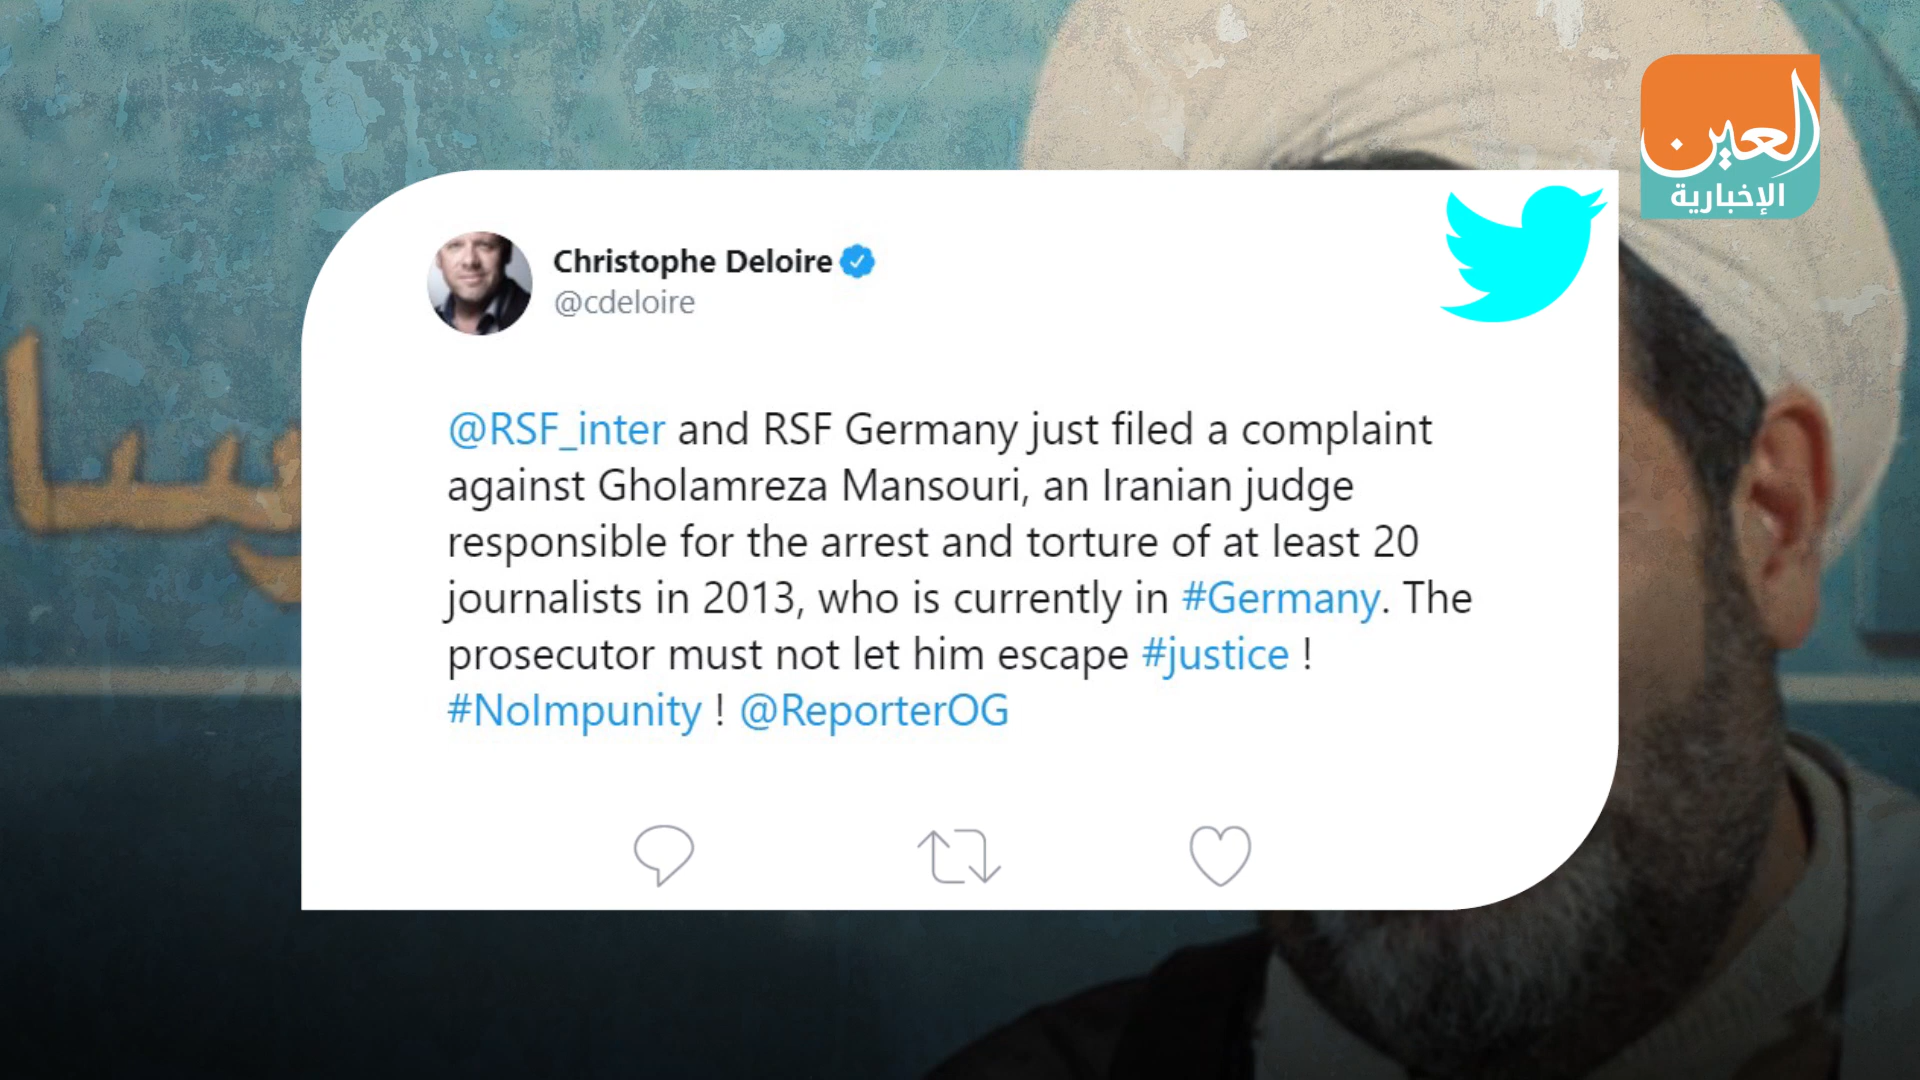 العين
الإخبارية
Christophe Deloire
@cdeloire
@RSF_inter and RSF Germany just filed a complaint
against Gholamreza Mansouri, an Iranian judge
responsible for the arrest and torture of at least 20
journalists in 2013, who is currently in #Germany. The
prosecutor must not let him escape #justice !
#NoImpunity ! @ReporterOG